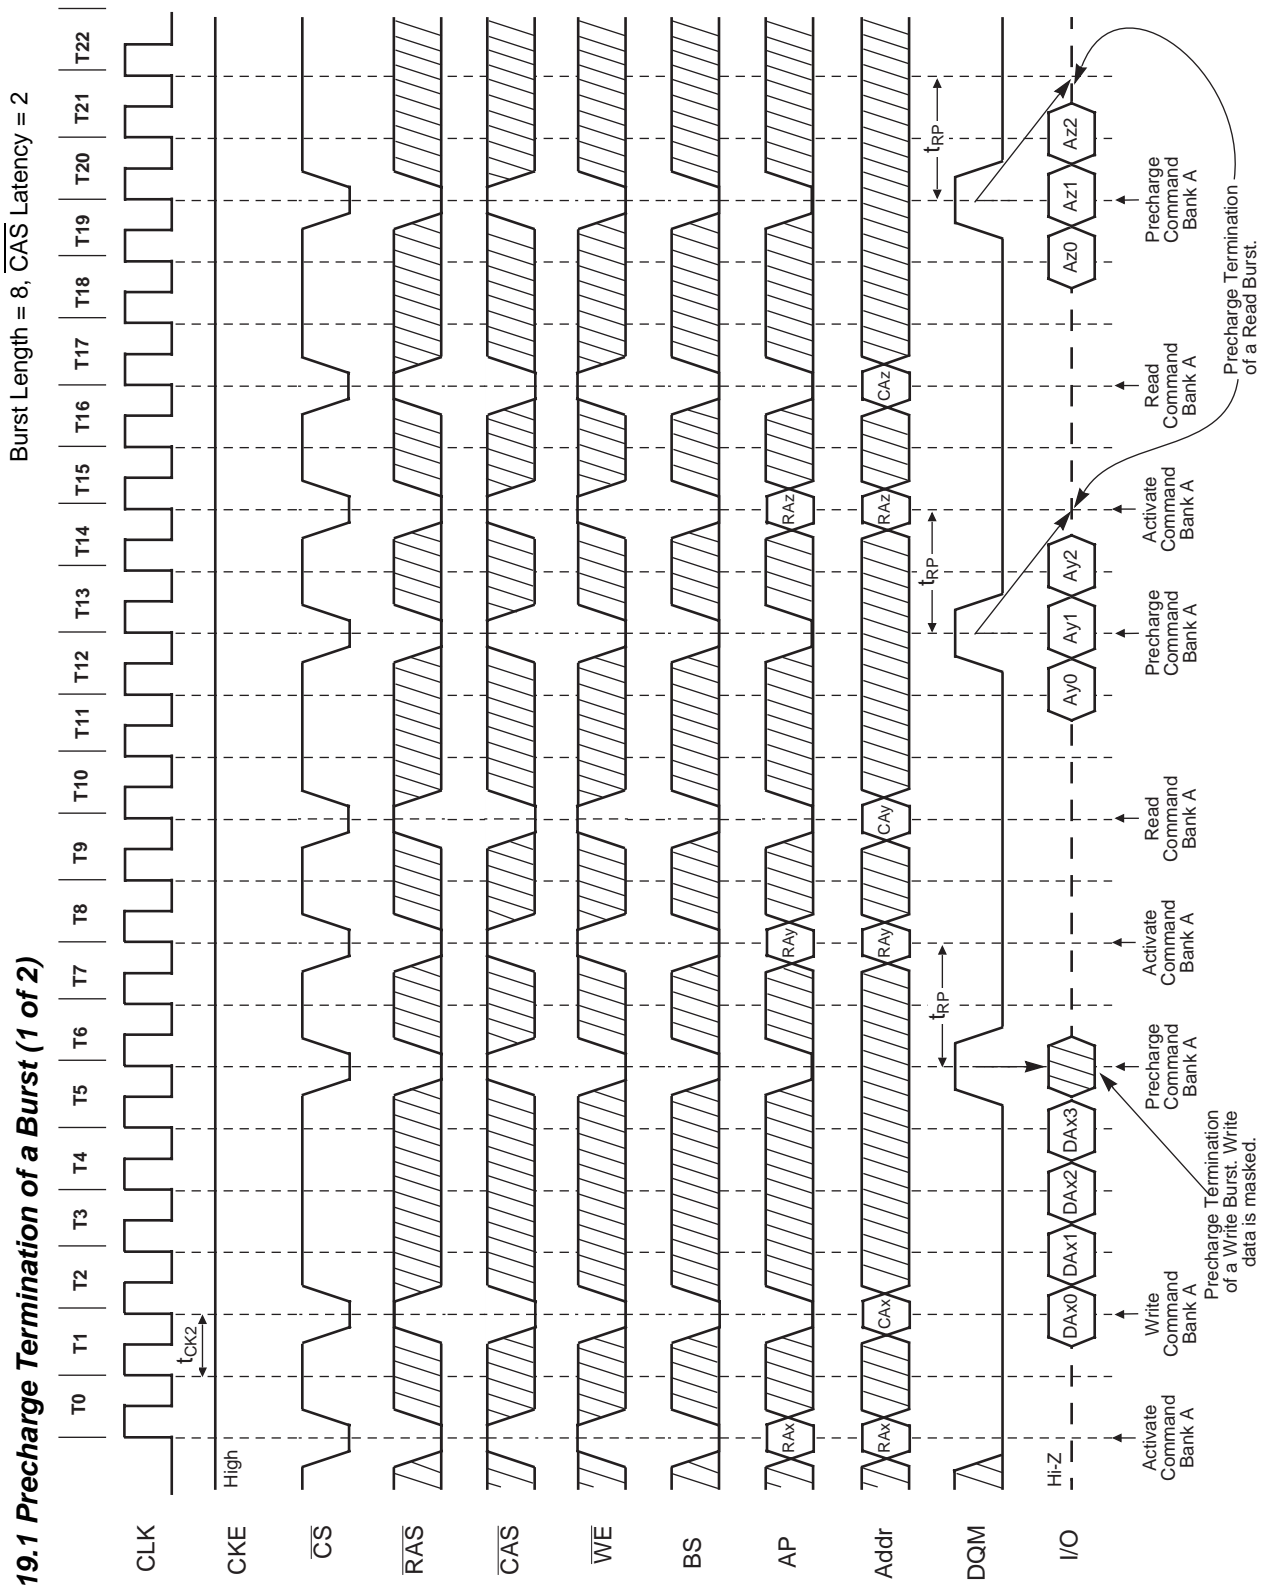 19.1 Precharge Termination of a Burst (1 of 2)
Burst Length = 8, CAS Latency = 2
T0 T1 T2 T3 T4 T5 T6 T7 T8 T9 T10 T11 T12 T13 T14 T15 T16 T17 T18 T19 T20 T21 T22
CLK
tCK2
CKE
High
CS
RAS
CAS
WE
BS
AP
RAx RAy RAz
Addr
RAx CAx RAy CAy RAz CAz
DQM
tRP tRP tRP
I/O
Hi-Z
DAx0 DAx1 DAx2 DAx3 Ay0 Ay1 Ay2 Az0 Az1 Az2
Activate
Command
Bank A
Write
Command
Bank A
Precharge
Command
Bank A
Activate
Command
Bank A
Read
Command
Bank A
Precharge
Command
Bank A
Activate
Command
Bank A
Read
Command
Bank A
Precharge
Command
Bank A
Precharge Termination
of a Write Burst. Write
data is masked.
Precharge Termination
of a Read Burst.